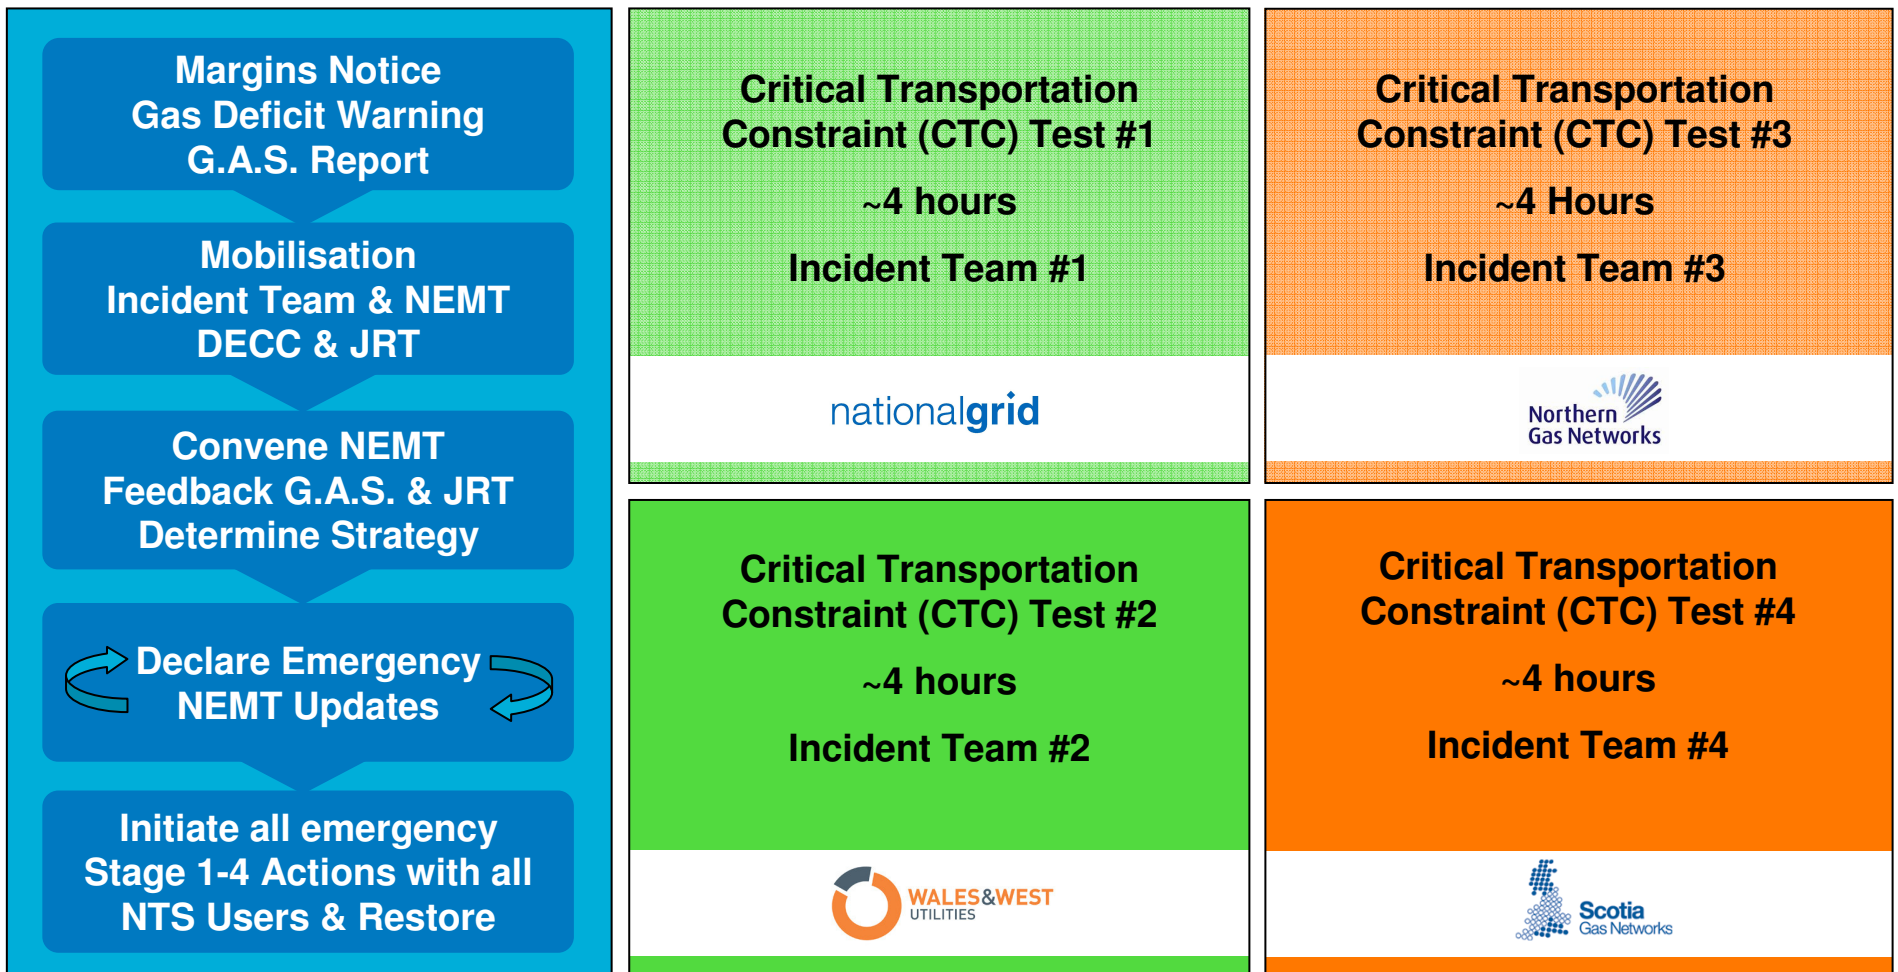 Margins Notice
Gas Deficit Warning
G.A.S. Report
Mobilisation
Incident Team & NEMT
DECC & JRT
Convene NEMT
Feedback G.A.S. & JRT
Determine Strategy
Declare Emergency
NEMT Updates
Initiate all emergency
Stage 1-4 Actions with all
NTS Users & Restore
Critical Transportation
Constraint (CTC) Test #1
~4 hours
Incident Team #1
nationalgrid
Critical Transportation
Constraint (CTC) Test #3
~4 Hours
Incident Team #3
Northern
Gas Networks
Critical Transportation
Constraint (CTC) Test #2
~4 hours
Incident Team #2
WALES&WEST
UTILITIES
Critical Transportation
Constraint (CTC) Test #4
~4 hours
Incident Team #4
Scotia
Gas Networks